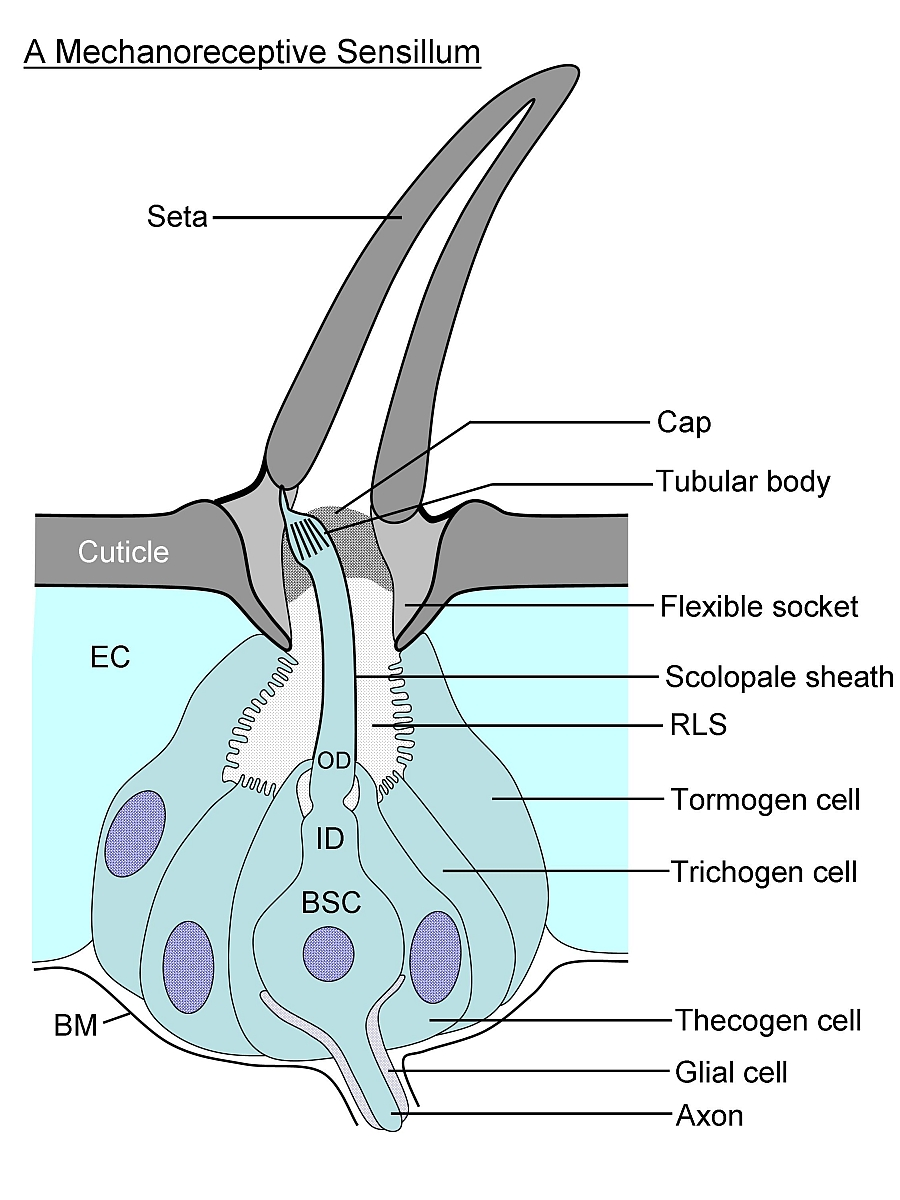 A Mechanoreceptive Sensillum
Seta
Cap
Tubular body
Cuticle
Flexible socket
EC
Scolopale sheath
RLS
OD
Tormogen cell
ID
Trichogen cell
BSC
BM
Thecogen cell
Glial cell
Axon